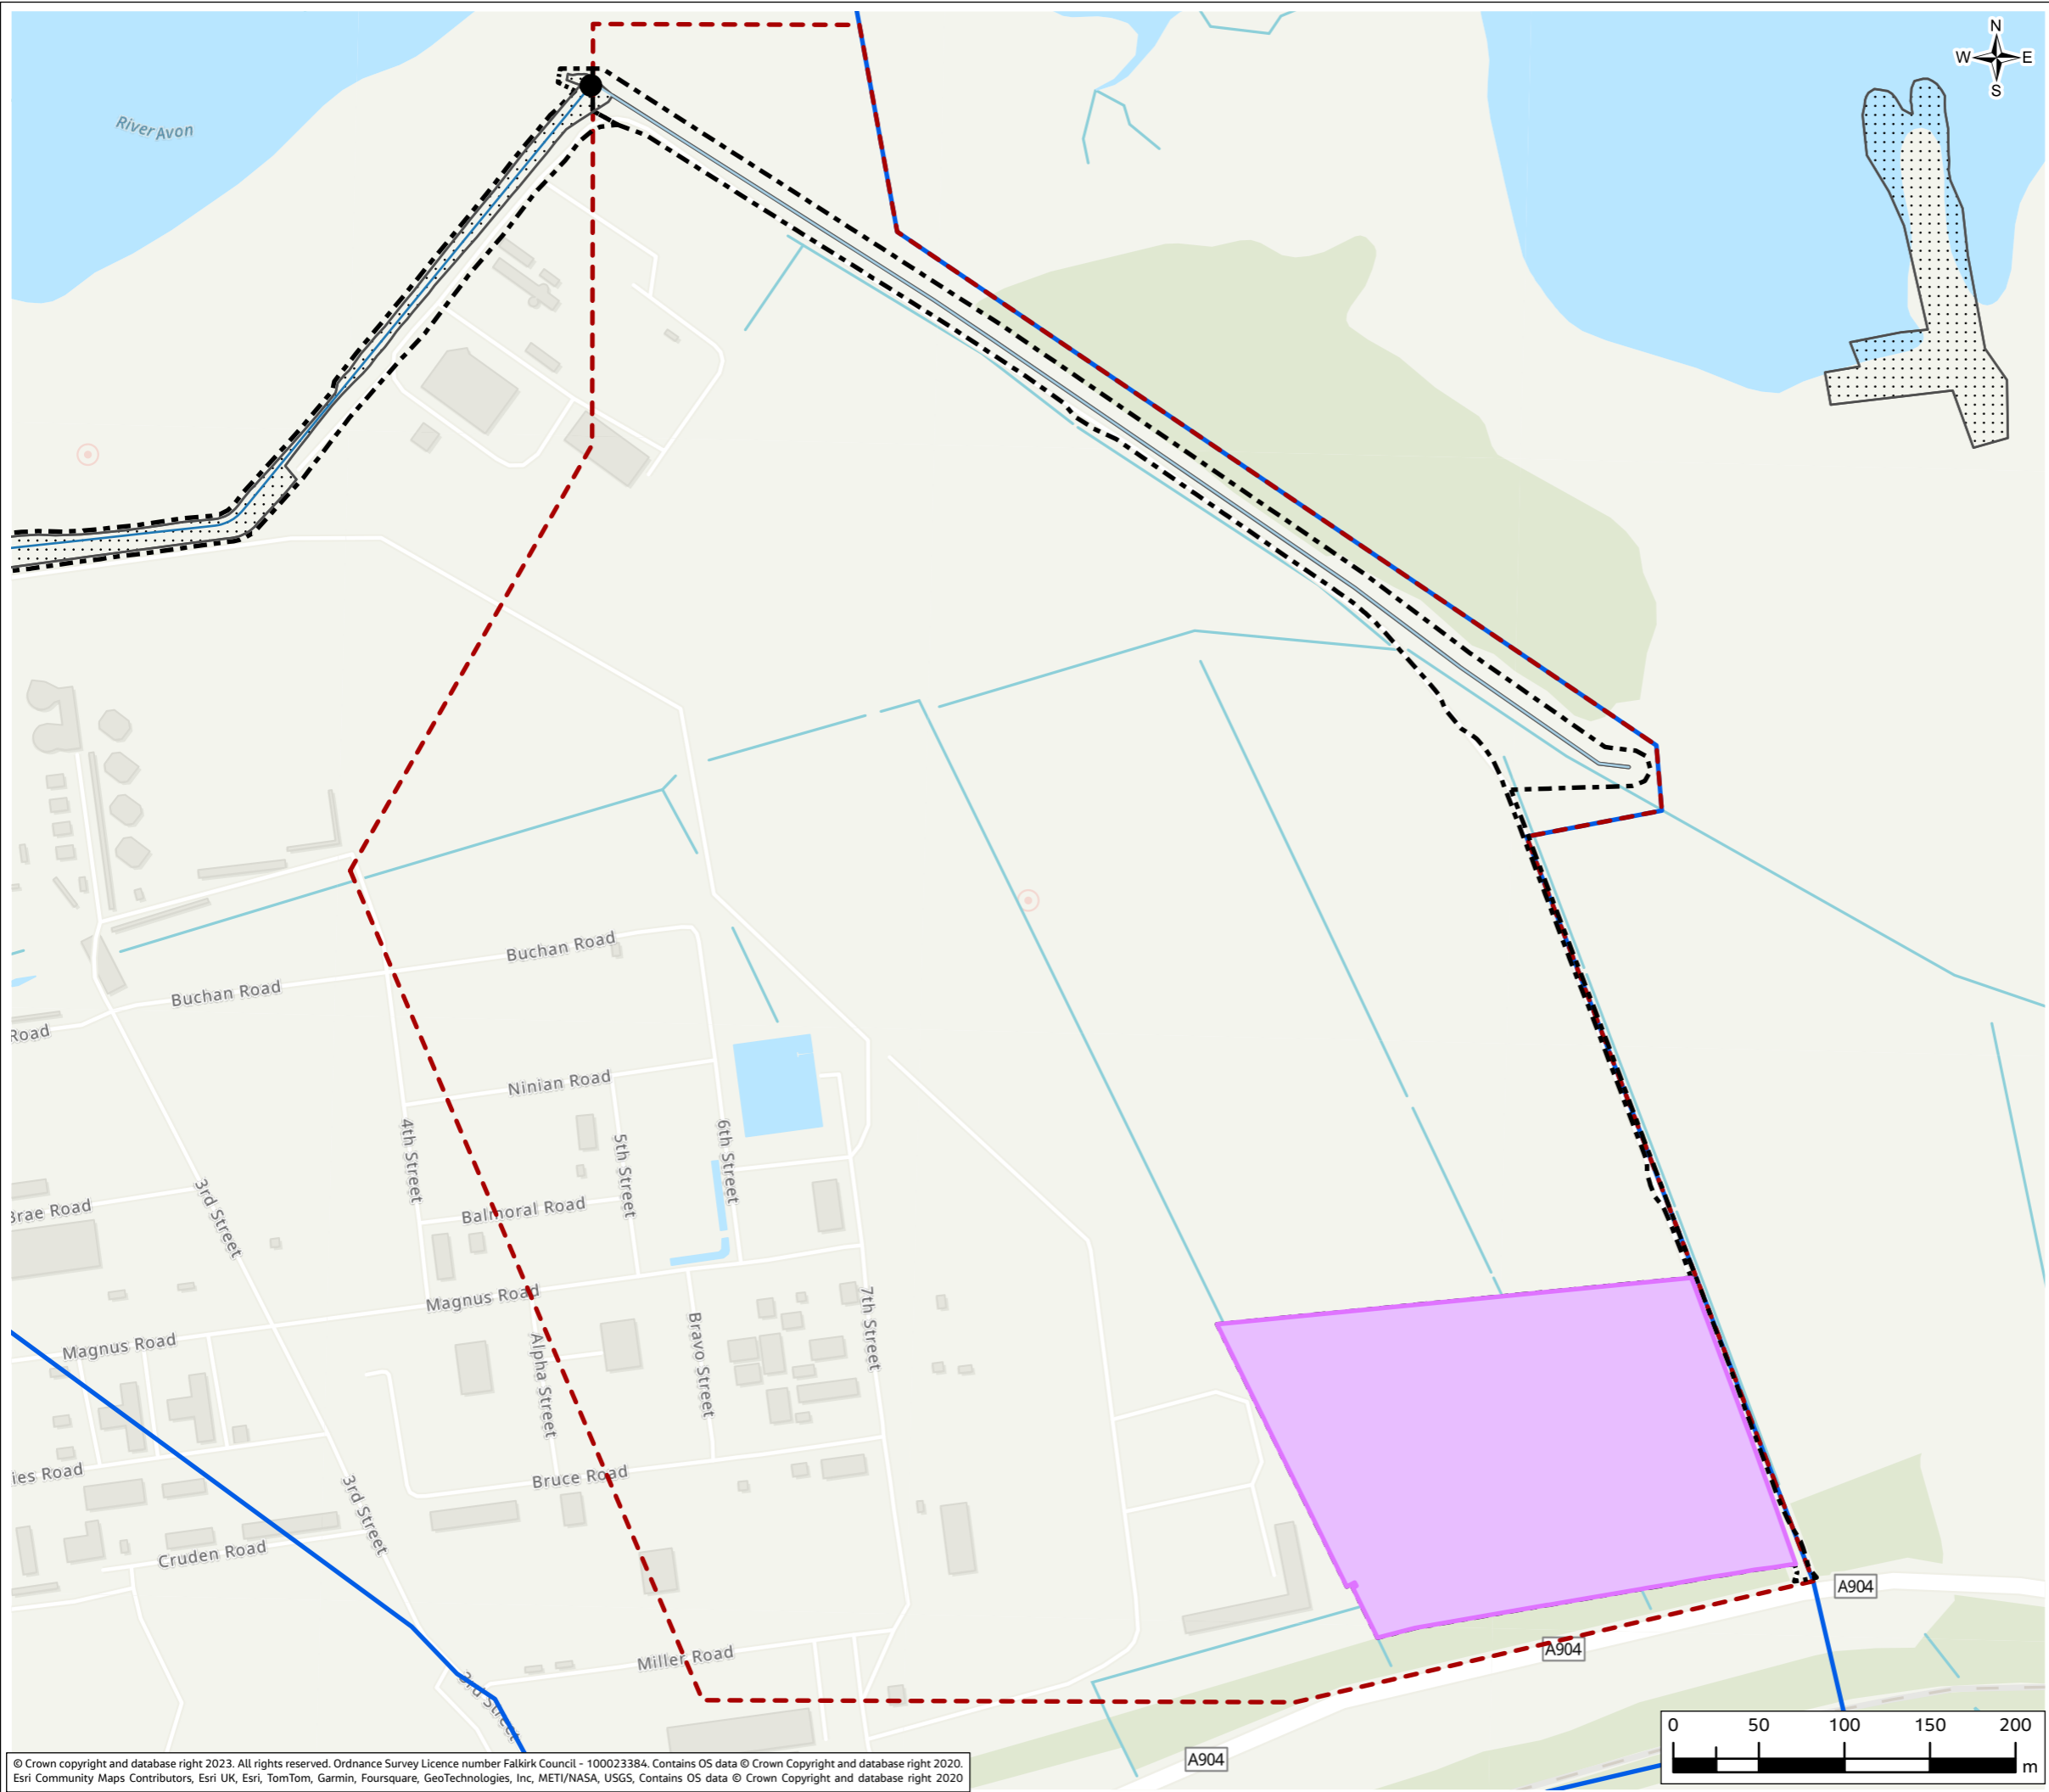 N
W E
S
River Avon
Buchan Road
Buchan Road
Road
Ninian Road
4th Street
5th Street
6th Street
3rd Street
Brae Road
Balmoral Road
Magnus Road
Magnus Road
7th Street
Bravo Street
Alpha Street
ies Road
Bruce Road
3rd Street
Cruden Road
A904
A904
Miller Road
3rd Street
A904
0 50 100 150 200
m
© Crown copyright and database right 2023. All rights reserved. Ordnance Survey Licence number Falkirk Council - 100023384. Contains OS data © Crown Copyright and database right 2020.
Esri Community Maps Contributors, Esri UK, Esri, TomTom, Garmin, Foursquare, GeoTechnologies, Inc, METI/NASA, USGS, Contains OS data © Crown Copyright and database right 2020